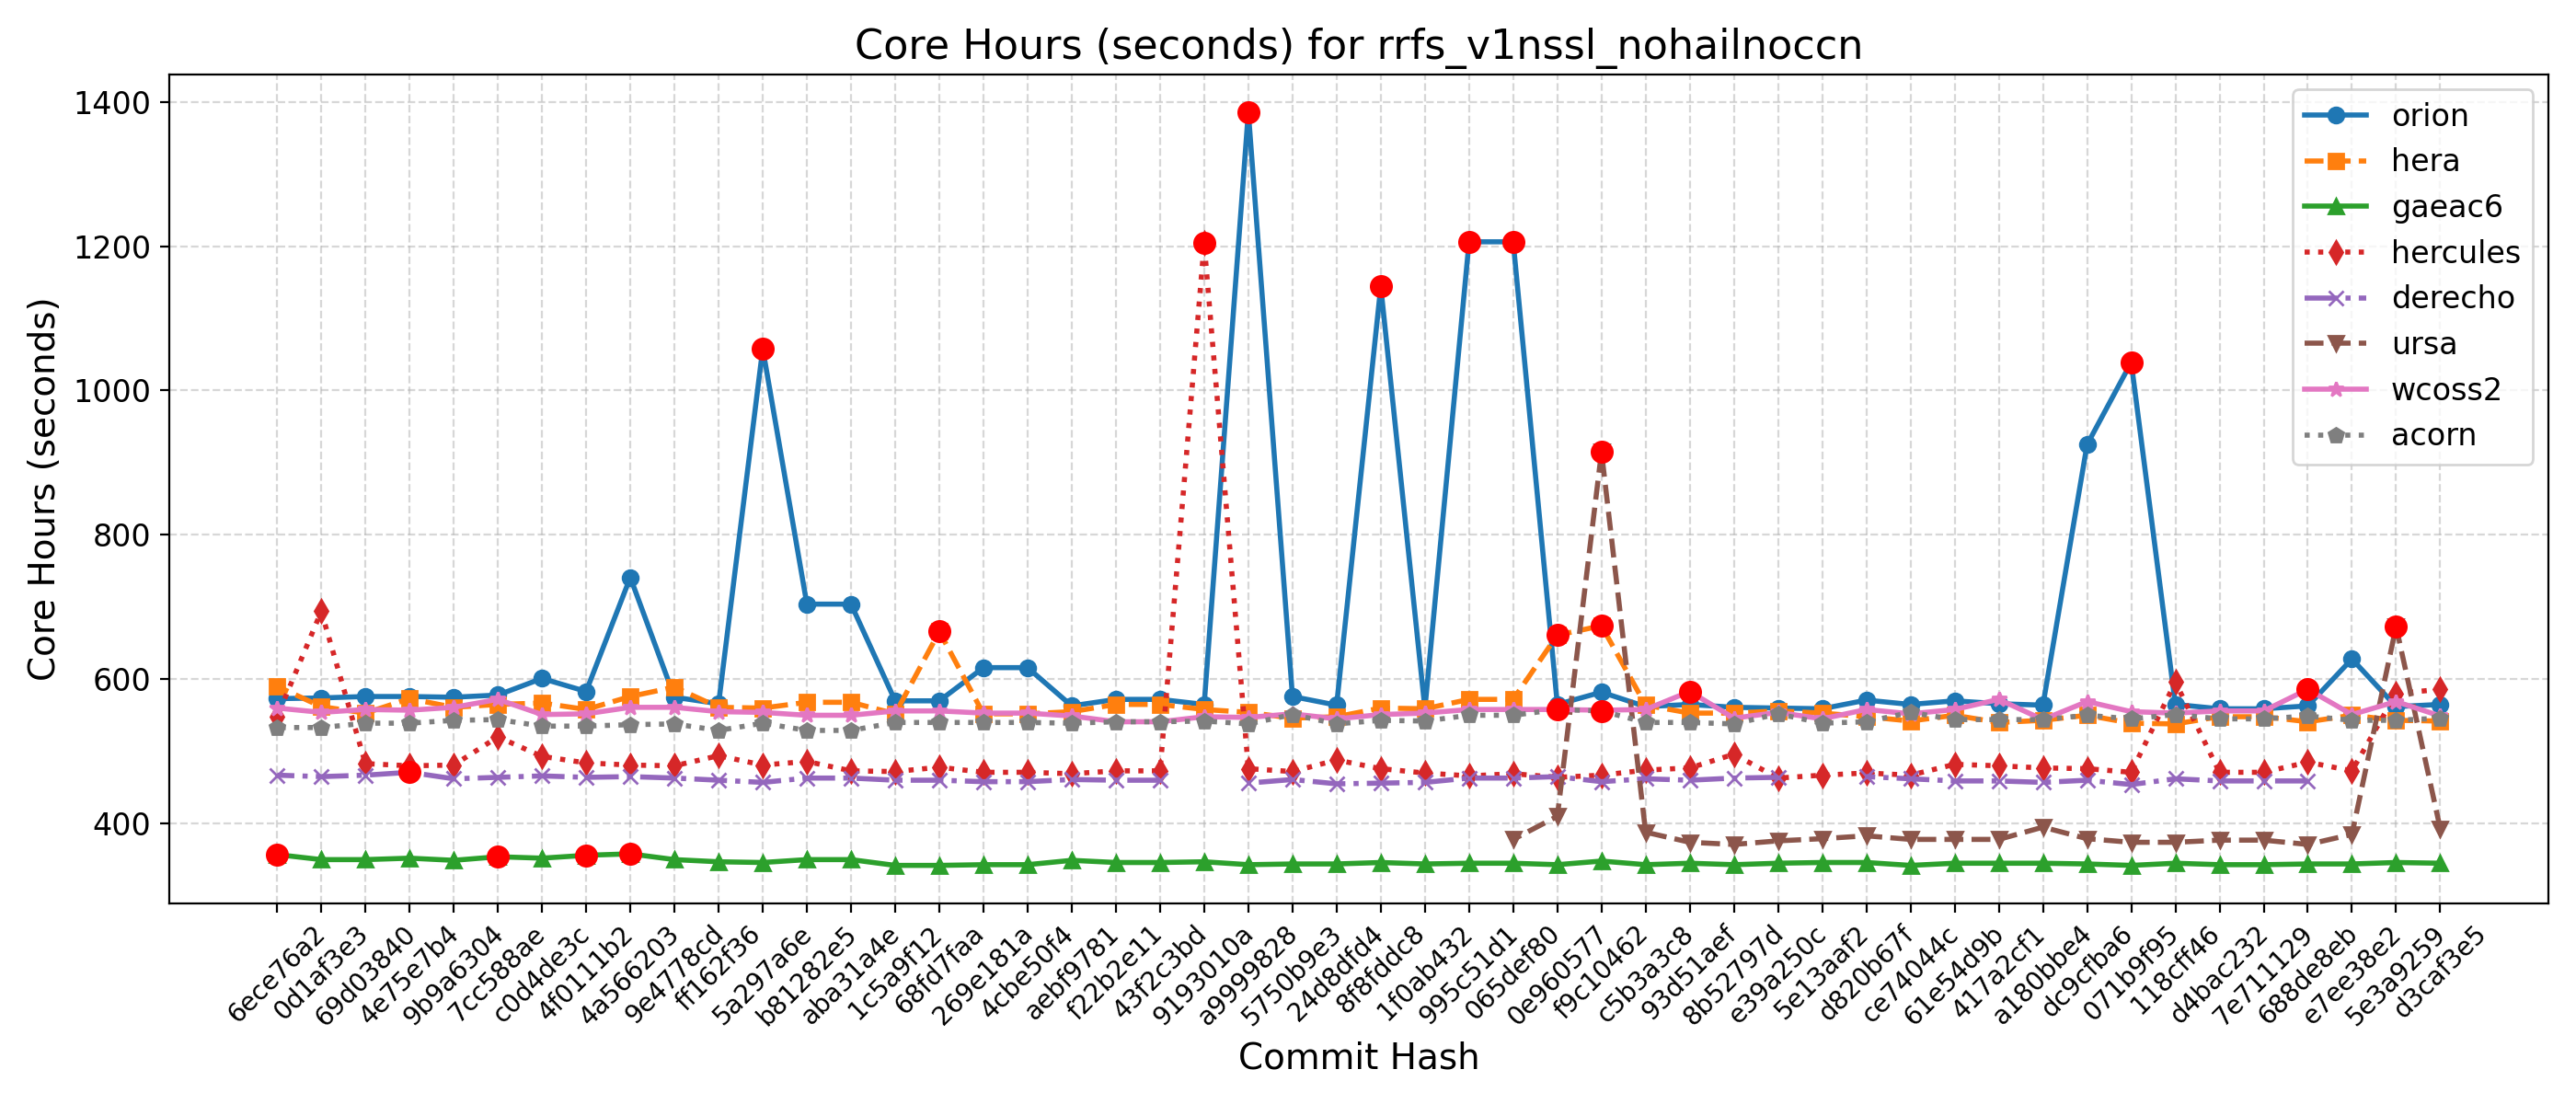 Core Hours (seconds) for rrfs_v1nssl_nohailnoccn
Core Hours (seconds)
1400
1200
1000
800
600
400
orion
hera
gaeac6
hercules
derecho
ursa
wcoss2
acorn
6ece76a2
0d1af3e3
69d03840
4e75e7b4
9b9a6304
7cc588ae
c0d4de3c
4f0111b2
4a566203
9e4778cd
ff162f36
5a297a6e
b81282e5
aba31a4e
1c5a9f12
68fd7faa
269e181a
4cbe50f4
aebf9781
f22b2e11
43f2c3bd
9193010a
a9999828
5750b9e3
24d8dfd4
8f8fddc8
1f0ab432
995c51d1
065def80
0e960577
f9c10462
c5b3a3c8
93d51aef
8b52797d
e39a250c
5e13aaf2
d820b67f
ce74044c
61e54d9b
417a2cf1
a180bbe4
dc9cfba6
071b9f95
118cff46
d4bac232
7e711129
688de8eb
e7ee38e2
5e3a9259
d3caf3e5
Commit Hash